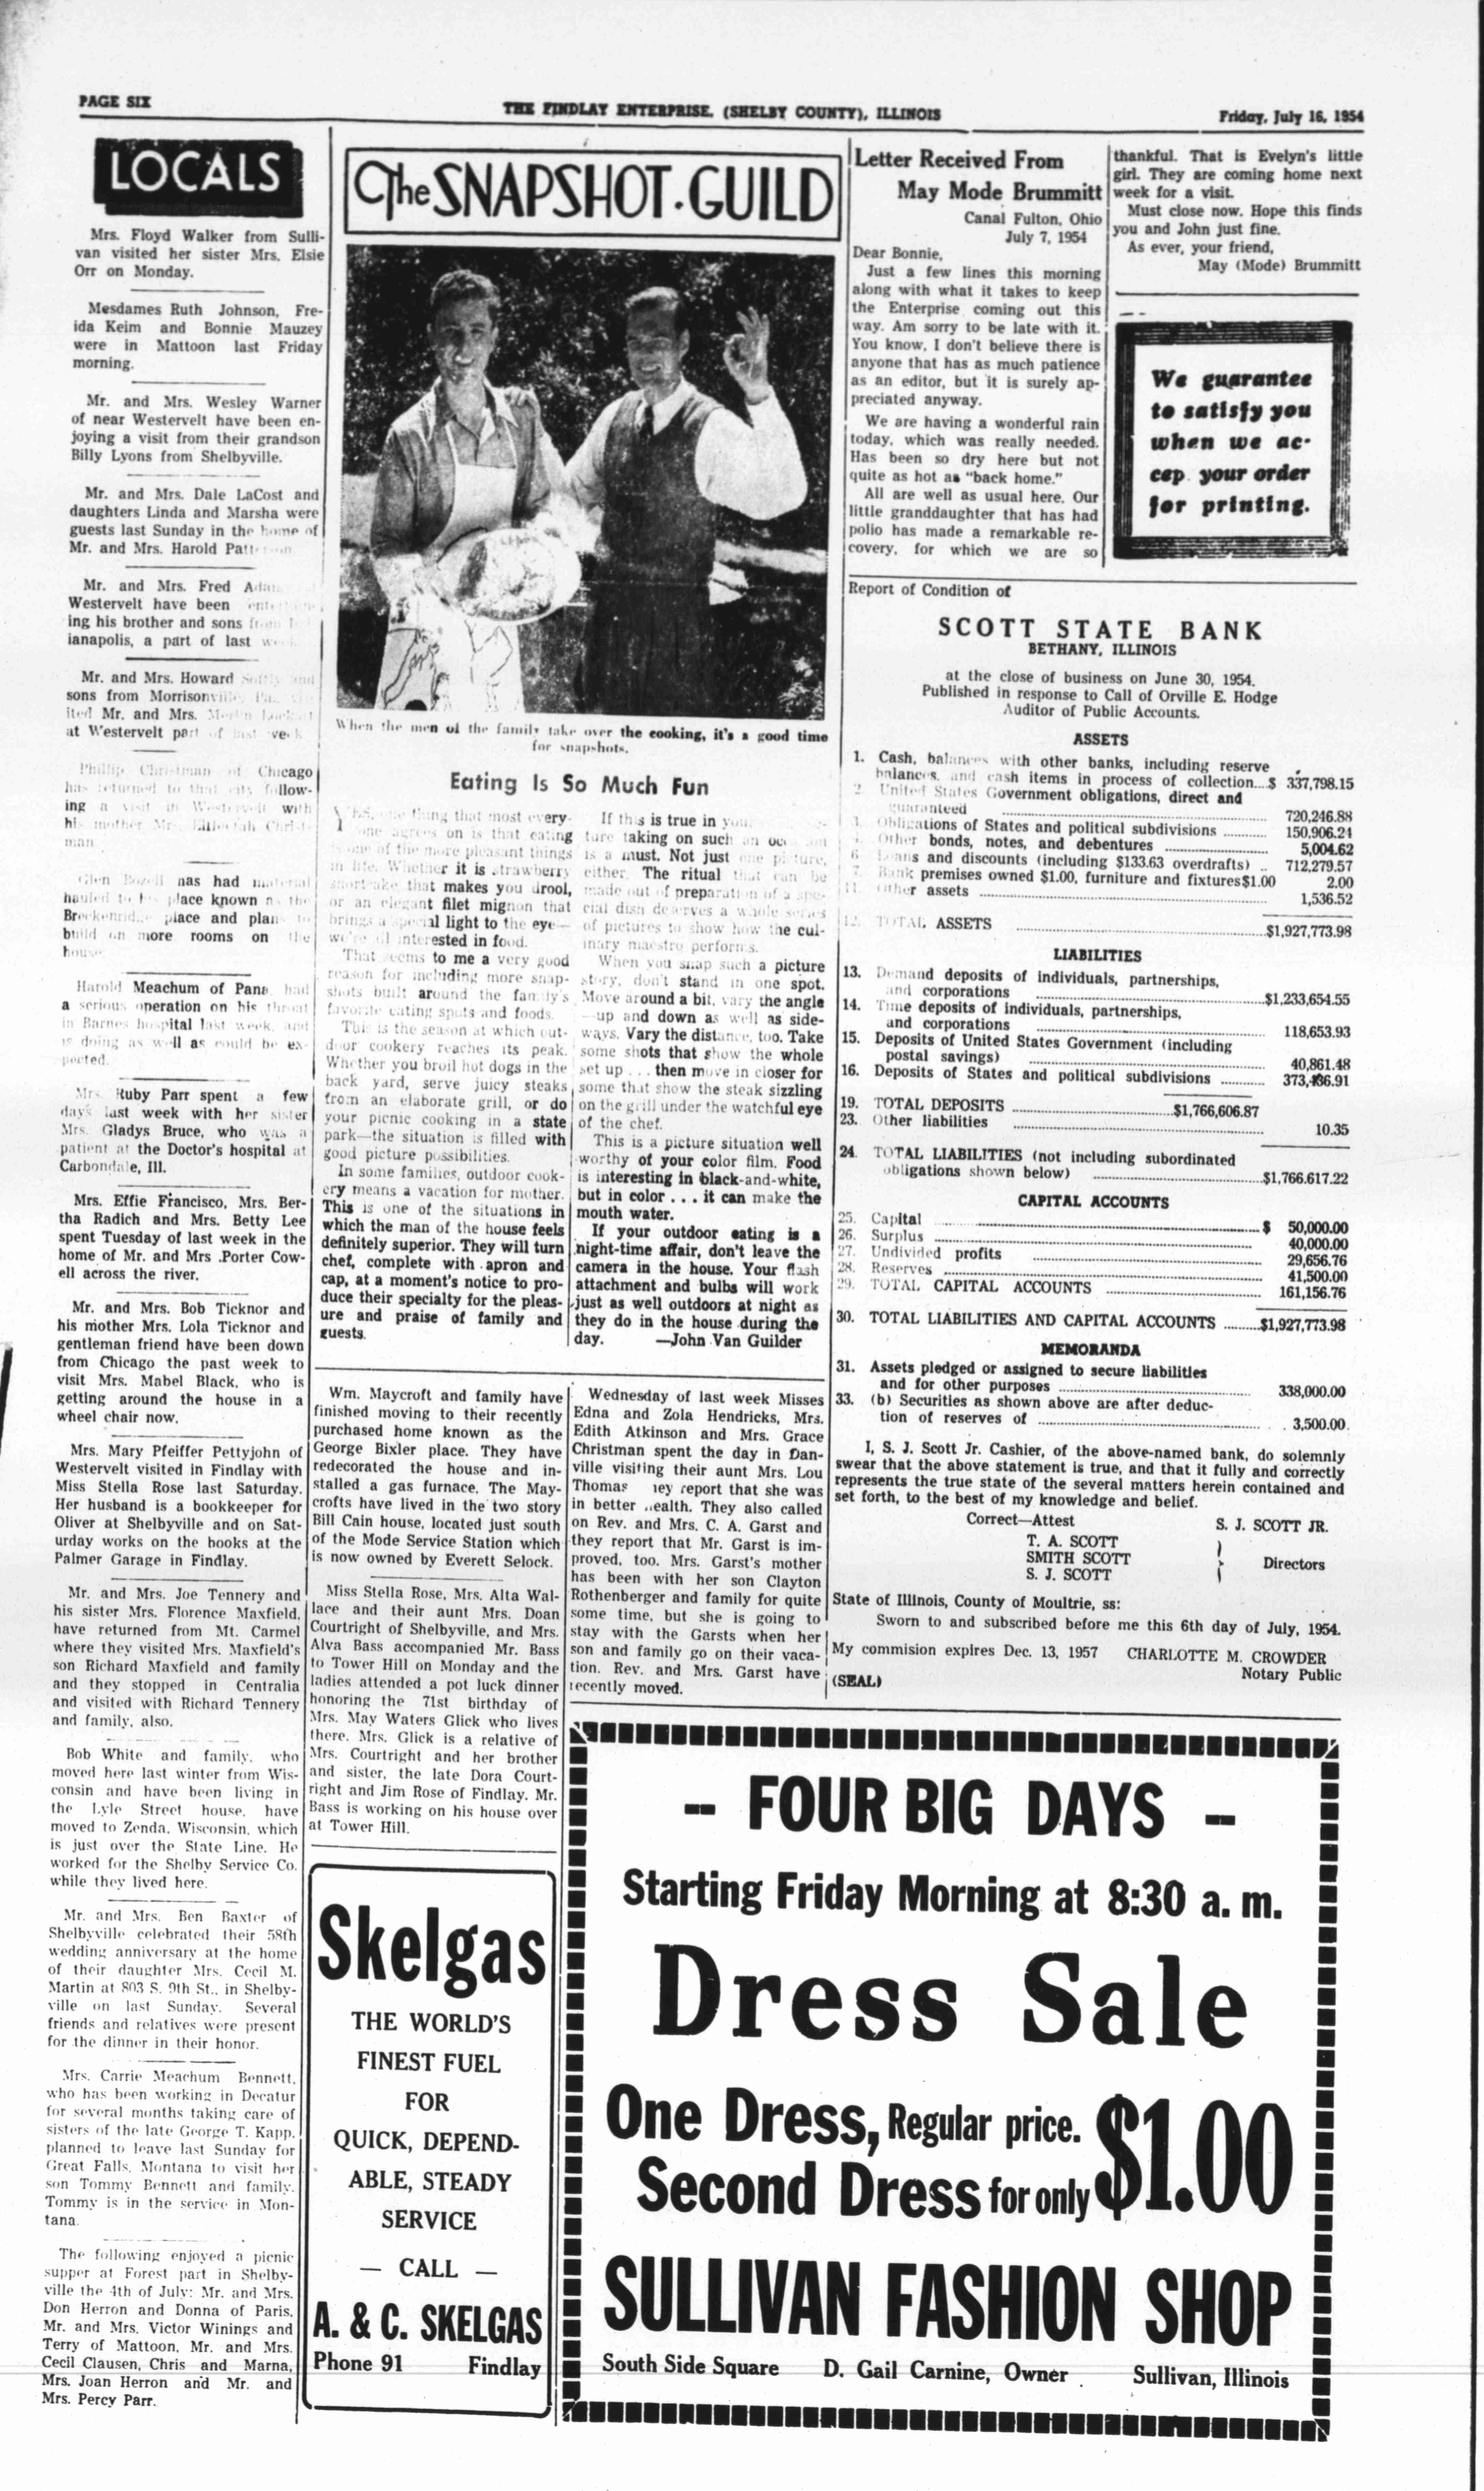 PAGE SIX
THE FINDLAY ENTERPRISE, (SHELBY COUNTY), ILLINOIS
Friday, July 16, 1954
LOCALS
Mrs. Floyd Walker from Sulli-
van visited her sister Mrs. Elsie
Orr on Monday.
Mesdames Ruth Johnson, Fre-
ida Keim and Bonnie Mauzey
were in Mattoon last Friday
morning.
Mr. and Mrs. Wesley Warner
of near Westervelt have been en-
joying a visit from their grandson
Billy Lyons from Shelbyville.
Mr. and Mrs. Dale LaCost and
daughters Linda and Marsha were
guests last Sunday in the home of
Mr. and Mrs. Harold
Mr. and Mrs. Fred
Westervelt have been
ing his brother and sons
ianapolis, a part of last
Mr. and Mrs. Howard and
sons from
ited Mr. and Mrs.
at Westervelt part of last week
Phillip Christman of Chicago
has returned to that city follow-
ing a visit in Westervelt with
his mother
man
Glen Bozell has had material
hauled to his place known as the
Breckenridge place and plans to
build on more rooms on the
house
Harold Meachum of Pana had
a serious operation on his throat
in Barnes hospital last week, and
is doing as well as could be ex-
pected.
Mrs. Ruby Parr spent a few
days last week with her sister
Mrs. Gladys Bruce, who was a
patient at the Doctor's hospital at
Carbondale, Ill.
Mrs. Effie Francisco, Mrs. Ber-
tha Radich and Mrs. Betty Lee
spent Tuesday of last week in the
home of Mr. and Mrs .Porter Cow-
ell across the river.
Mr. and Mrs. Bob Ticknor and
his mother Mrs. Lola Ticknor and
gentleman friend have been down
from Chicago the past week to
visit Mrs. Mabel Black, who is
getting around the house in a
wheel chair now.
Mrs. Mary Pfeiffer Pettyjohn of
Westervelt visited in Findlay with
Miss Stella Rose last Saturday.
Her husband is a bookkeeper for
Oliver at Shelbyville and on Sat-
urday works on the books at the
Palmer Garage in Findlay.
Mr. and Mrs. Joe Tennery and
his sister Mrs. Florence Maxfield,
have returned from Mt. Carmel
where they visited Mrs. Maxfield's
son Richard Maxfield and family
and they stopped in Centralia
and visited with Richard Tennery
and family, also.
Bob White and family, who
moved here last winter from Wis-
consin and have been living in
the Lyle Street house, have
moved to Zenda, Wisconsin, which
is just over the State Line. He
worked for the Shelby Service Co.
while they lived here.
Mr. and Mrs. Ben Baxter of
Shelbyville celebrated their 58th
wedding anniversary at the home
of their daughter Mrs. Cecil M.
Martin at 803 S. 9th St., in Shelby-
ville on last Sunday. Several
friends and relatives were present
for the dinner in their honor.
Mrs. Carrie Meachum Bennett,
who has been working in Decatur
for several months taking care of
sisters of the late George T. Kapp,
planned to leave last Sunday for
Great Falls, Montana to visit her
son Tommy Bennett and family.
Tommy is in the service in Mon-
tana.
The following enjoyed a picnic
supper at Forest part in Shelby-
ville the 4th of July: Mr. and Mrs.
Don Herron and Donna of Paris,
Mr. and Mrs. Victor Winings and
Terry of Mattoon, Mr. and Mrs.
Cecil Clausen, Chris and Marna,
Mrs. Joan Herron and Mr. and
Mrs. Percy Parr.
The SNAPSHOT GUILD
When the men of the family take over the cooking, it's a good time
for snapshots.
Eating Is So Much Fun
YES, one thing that most every-
one agrees on is that eating
is one of the more pleasant things
in life. Whether it is strawberry
shortcake that makes you drool,
or an elegant filet mignon that
brings a special light to the eye—
we're all interested in food.
That seems to me a very good
reason for including more snap-
shots built around the family's
favorite eating spots and foods.
This is the season at which out-
door cookery reaches its peak.
Whether you broil hot dogs in the
back yard, serve juicy steaks
from an elaborate grill, or do
your picnic cooking in a state
park—the situation is filled with
good picture possibilities.
In some families, outdoor cook-
ery means a vacation for mother.
This is one of the situations in
which the man of the house feels
definitely superior. They will turn
chef, complete with apron and
cap, at a moment's notice to pro-
duce their specialty for the pleas-
ure and praise of family and
guests.
If this is true in
ture taking on such an
is a must. Not just one picture,
either. The ritual that can be
made out of preparation of a spe-
cial dish deserves a whole series
of pictures to show how the cul-
inary maestro performs.
When you snap such a picture
story, don't stand in one spot.
Move around a bit, vary the angle
—up and down as well as side-
ways. Vary the distance, too. Take
some shots that show the whole
set up . . . then move in closer for
some that show the steak sizzling
on the grill under the watchful eye
of the chef.
This is a picture situation well
worthy of your color film. Food
is interesting in black-and-white,
but in color . . . it can make the
mouth water.
If your outdoor eating is a
night-time affair, don't leave the
camera in the house. Your flash
attachment and bulbs will work
just as well outdoors at night as
they do in the house during the
day. —John Van Guilder
Wm. Maycroft and family have
finished moving to their recently
purchased home known as the
George Bixler place. They have
redecorated the house and in-
stalled a gas furnace. The May-
crofts have lived in the two story
Bill Cain house, located just south
of the Mode Service Station which
is now owned by Everett Selock.
Miss Stella Rose, Mrs. Alta Wal-
lace and their aunt Mrs. Doan
Courtright of Shelbyville, and Mrs.
Alva Bass accompanied Mr. Bass
to Tower Hill on Monday and the
ladies attended a pot luck dinner
honoring the 71st birthday of
Mrs. May Waters Glick who lives
there. Mrs. Glick is a relative of
Mrs. Courtright and her brother
and sister, the late Dora Court-
right and Jim Rose of Findlay. Mr.
Bass is working on his house over
at Tower Hill.
Wednesday of last week Misses
Edna and Zola Hendricks, Mrs.
Edith Atkinson and Mrs. Grace
Christman spent the day in Dan-
ville visiting their aunt Mrs. Lou
Thomas report that she was
in better health. They also called
on Rev. and Mrs. C. A. Garst and
they report that Mr. Garst is im-
proved, too. Mrs. Garst's mother
has been with her son Clayton
Rothenberger and family for quite
some time, but she is going to
stay with the Garsts when her
son and family go on their vaca-
tion. Rev. and Mrs. Garst have
recently moved.
Skelgas
THE WORLD'S
FINEST FUEL
FOR
QUICK, DEPEND-
ABLE, STEADY
SERVICE
— CALL —
A. & C. SKELGAS
Phone 91 Findlay
Letter Received From
May Mode Brummitt
Canal Fulton, Ohio
July 7, 1954
Dear Bonnie,
Just a few lines this morning
along with what it takes to keep
the Enterprise coming out this
way. Am sorry to be late with it.
You know, I don't believe there is
anyone that has as much patience
as an editor, but it is surely ap-
preciated anyway.
We are having a wonderful rain
today, which was really needed.
Has been so dry here but not
quite as hot as "back home."
All are well as usual here. Our
little granddaughter that has had
polio has made a remarkable re-
covery, for which we are so
thankful. That is Evelyn's little
girl. They are coming home next
week for a visit.
Must close now. Hope this finds
you and John just fine.
As ever, your friend,
May (Mode) Brummitt
We guarantee
to satisfy you
when we ac-
cep your order
for printing.
Report of Condition of
SCOTT STATE BANK
BETHANY, ILLINOIS
at the close of business on June 30, 1954.
Published in response to Call of Orville E. Hodge
Auditor of Public Accounts.
ASSETS
1. Cash, balances with other banks, including reserve
balances, and cash items in process of collection....$ 337,798.15
2. United States Government obligations, direct and
guaranteed ........ 720,246.88
3. Obligations of States and political subdivisions ........ 150,906.24
4. Other bonds, notes, and debentures ........ 5,004.62
6. Loans and discounts (including $133.63 overdrafts) .. 712,279.57
7. Bank premises owned $1.00, furniture and fixtures$1.00 2.00
11. Other assets ........ 1,536.52
12. TOTAL ASSETS ........$1,927,773.98
LIABILITIES
13. Demand deposits of individuals, partnerships,
and corporations ........$1,233,654.55
14. Time deposits of individuals, partnerships,
and corporations ........ 118,653.93
15. Deposits of United States Government (including
postal savings) ........ 40,861.48
16. Deposits of States and political subdivisions ........ 373,436.91
19. TOTAL DEPOSITS ........$1,766,606.87
23. Other liabilities ........ 10.35
24. TOTAL LIABILITIES (not including subordinated
obligations shown below) ........$1,766.617.22
CAPITAL ACCOUNTS
25. Capital ........$ 50,000.00
26. Surplus ........ 40,000.00
27. Undivided profits ........ 29,656.76
28. Reserves ........ 41,500.00
29. TOTAL CAPITAL ACCOUNTS ........ 161,156.76
30. TOTAL LIABILITIES AND CAPITAL ACCOUNTS ........$1,927,773.98
MEMORANDA
31. Assets pledged or assigned to secure liabilities
and for other purposes ........ 338,000.00
33. (b) Securities as shown above are after deduc-
tion of reserves of ........ 3,500.00
I, S. J. Scott Jr. Cashier, of the above-named bank, do solemnly
swear that the above statement is true, and that it fully and correctly
represents the true state of the several matters herein contained and
set forth, to the best of my knowledge and belief.
Correct—Attest S. J. SCOTT JR.
T. A. SCOTT
SMITH SCOTT Directors
S. J. SCOTT
State of Illinois, County of Moultrie, ss:
Sworn to and subscribed before me this 6th day of July, 1954.
My commision expires Dec. 13, 1957 CHARLOTTE M. CROWDER
(SEAL) Notary Public
-- FOUR BIG DAYS --
Starting Friday Morning at 8:30 a. m.
Dress Sale
One Dress, Regular price.
Second Dress for only $1.00
SULLIVAN FASHION SHOP
South Side Square D. Gail Carnine, Owner Sullivan, Illinois